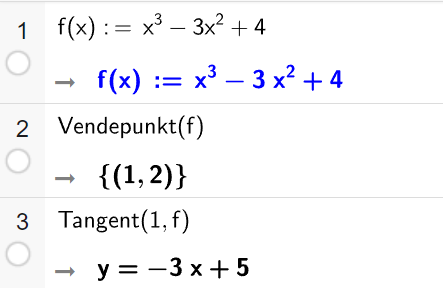 1 f(x) := x³ − 3x² + 4
→ f(x) := x³ − 3 x² + 4
2 Vendepunkt(f)
→ {(1, 2)}
3 Tangent(1, f)
→ y = −3 x + 5